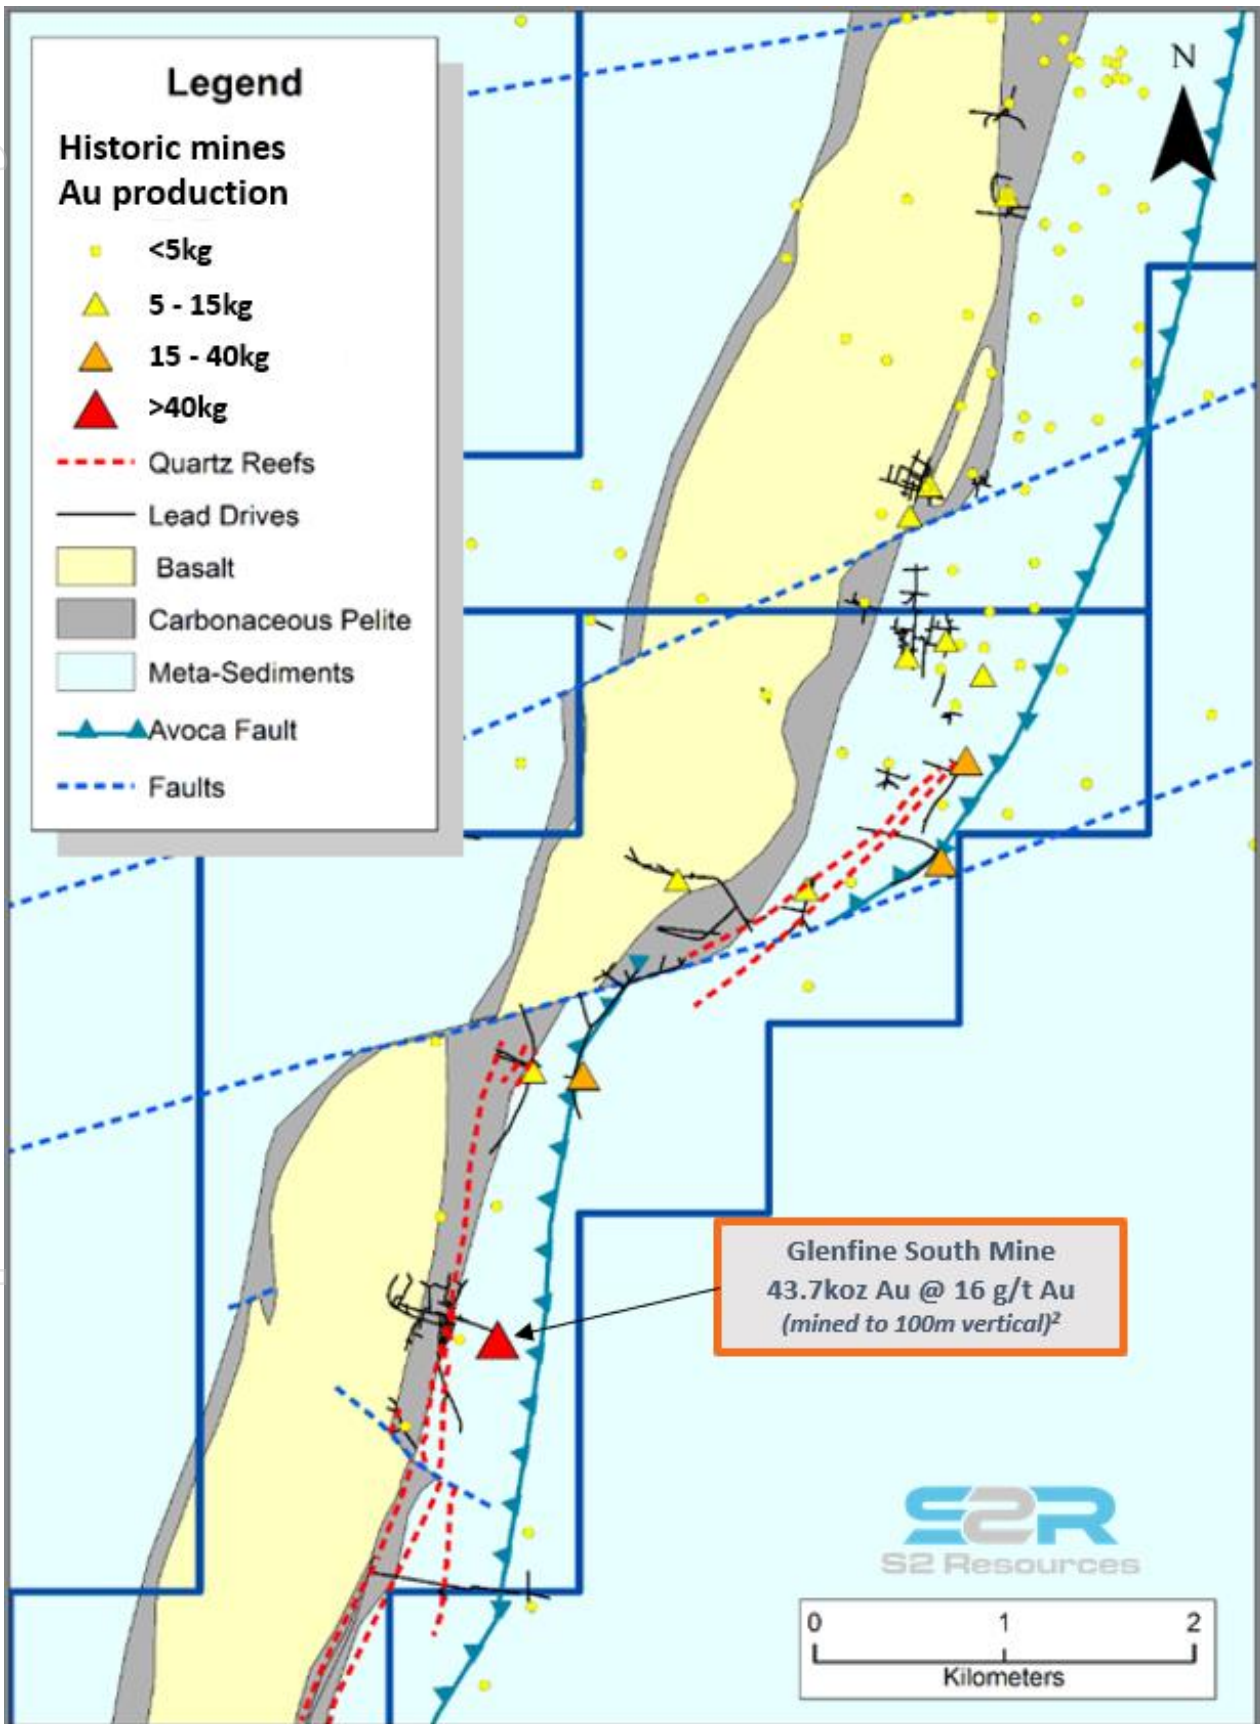 Legend
Historic mines
Au production
<5kg
5 - 15kg
15 - 40kg
>40kg
Quartz Reefs
Lead Drives
Basalt
Carbonaceous Pelite
Meta-Sediments
Avoca Fault
Faults
N
Glenfine South Mine
43.7koz Au @ 16 g/t Au
(mined to 100m vertical)²
S2R
S2 Resources
0 1 2
Kilometers